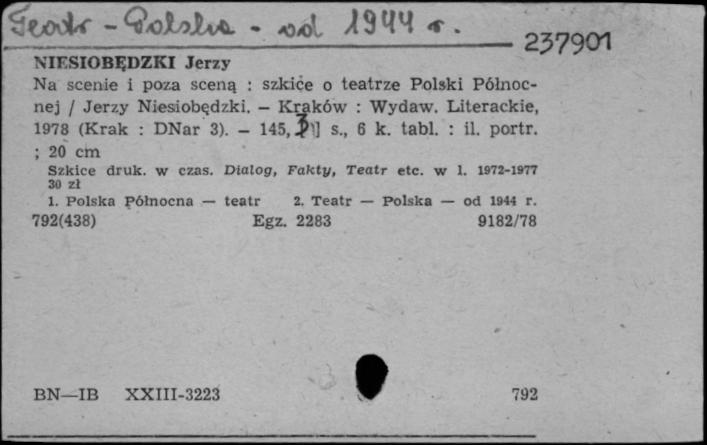 Teatr - Polska - od 1944 r.
237901
NIESIOBĘDZKI Jerzy
Na scenie i poza sceną : szkice o teatrze Polski Północ-
nej / Jerzy Niesiobędzki. — Kraków : Wydaw. Literackie,
1978 (Krak : DNar 3). — 145, s., 6 k. tabl. : il. portr.
; 20 cm
Szkice druk. w czas. Dialog, Fakty, Teatr etc. w l. 1972-1977
30 zł
1. Polska Północna — teatr 2. Teatr — Polska — od 1944 r.
792(438) Egz. 2283 9182/78
BN—IB XXIII-3223 792